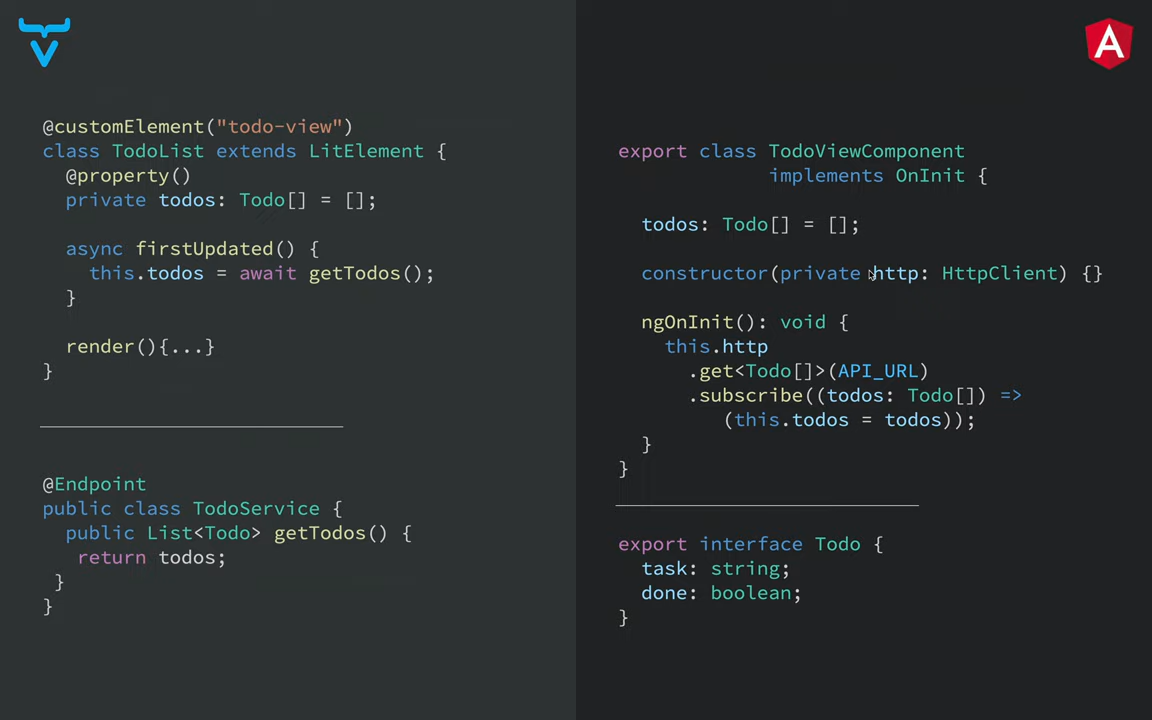 @customElement("todo-view")
class TodoList extends LitElement {
  @property()
  private todos: Todo[] = [];

  async firstUpdated() {
    this.todos = await getTodos();
  }

  render(){...}
}

@Endpoint
public class TodoService {
  public List<Todo> getTodos() {
   return todos;
 }
}

A

export class TodoViewComponent
             implements OnInit {

  todos: Todo[] = [];

  constructor(private http: HttpClient) {}

  ngOnInit(): void {
    this.http
      .get<Todo[]>(API_URL)
      .subscribe((todos: Todo[]) =>
         (this.todos = todos));
  }
}

export interface Todo {
  task: string;
  done: boolean;
}